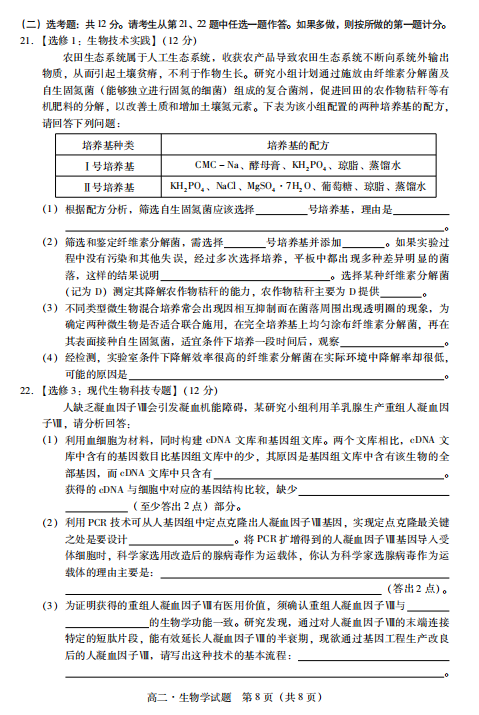 （二）选考题：共12分。请考生从第21、22题中任选一题作答。如果多做，则按所做的第一题计分。
21.【选修1：生物技术实践】（12分）
农田生态系统属于人工生态系统，收获农产品导致农田生态系统不断向系统外输出
物质，从而引起土壤贫瘠，不利于作物生长。研究小组计划通过施放由纤维素分解菌及
自生固氮菌（能够独立进行固氮的细菌）组成的复合菌剂，促进回田的农作物秸秆等有
机肥料的分解，以改善土质和增加土壤氮元素。下表为该小组配置的两种培养基的配方，
请回答下列问题：
培养基种类 培养基的配方
Ⅰ号培养基 CMC-Na、酵母膏、KH₂PO₄、琼脂、蒸馏水
Ⅱ号培养基 KH₂PO₄、NaCl、MgSO₄·7H₂O、葡萄糖、琼脂、蒸馏水
（1）根据配方分析，筛选自生固氮菌应该选择________号培养基，理由是________
________________________。
（2）筛选和鉴定纤维素分解菌，需选择______号培养基并添加______。如果实验过
程中没有污染和其他失误，经过多次选择培养，平板中都出现多种差异明显的菌
落，这样的结果说明________________________。选择某种纤维素分解菌
（记为D）测定其降解农作物秸秆的能力，农作物秸秆主要为D提供______。
（3）不同类型微生物混合培养常会出现因相互抑制而在菌落周围出现透明圈的现象，为
确定两种微生物是否适合联合施用，在完全培养基上均匀涂布纤维素分解菌，再在
其表面接种自生固氮菌，适宜条件下培养一段时间后，观察________________。
（4）经检测，实验室条件下降解效率很高的纤维素分解菌在实际环境中降解率却很低，
可能的原因是________________________。
22.【选修3：现代生物科技专题】（12分）
人缺乏凝血因子Ⅷ会引发凝血机能障碍，某研究小组利用羊乳腺生产重组人凝血因
子Ⅷ，请分析回答：
（1）利用血细胞为材料，同时构建cDNA文库和基因组文库。两个文库相比，cDNA文
库中含有的基因数目比基因组文库中的少，其原因是基因组文库中含有该生物的全
部基因，而cDNA文库中只含有________________________。
获得的cDNA与细胞中对应的基因结构比较，缺少________________
________（至少答出2点）部分。
（2）利用PCR技术可从人基因组中定点克隆出人凝血因子Ⅷ基因，实现定点克隆最关键
之处是要设计________________。将PCR扩增得到的人凝血因子Ⅷ基因导入受
体细胞时，科学家选用改造后的腺病毒作为运载体，你认为科学家选腺病毒作为运
载体的理由主要是：________________________
________________________（答出2点）。
（3）为证明获得的重组人凝血因子Ⅷ有医用价值，须确认重组人凝血因子Ⅷ与______
____________的生物学功能一致。研究发现，通过对人凝血因子Ⅷ的末端连接
特定的短肽片段，能有效延长人凝血因子Ⅷ的半衰期，现欲通过基因工程生产改良
后的人凝血因子Ⅷ，请写出这种技术的基本流程：________________
________________________。
高二·生物学试题 第8页（共8页）